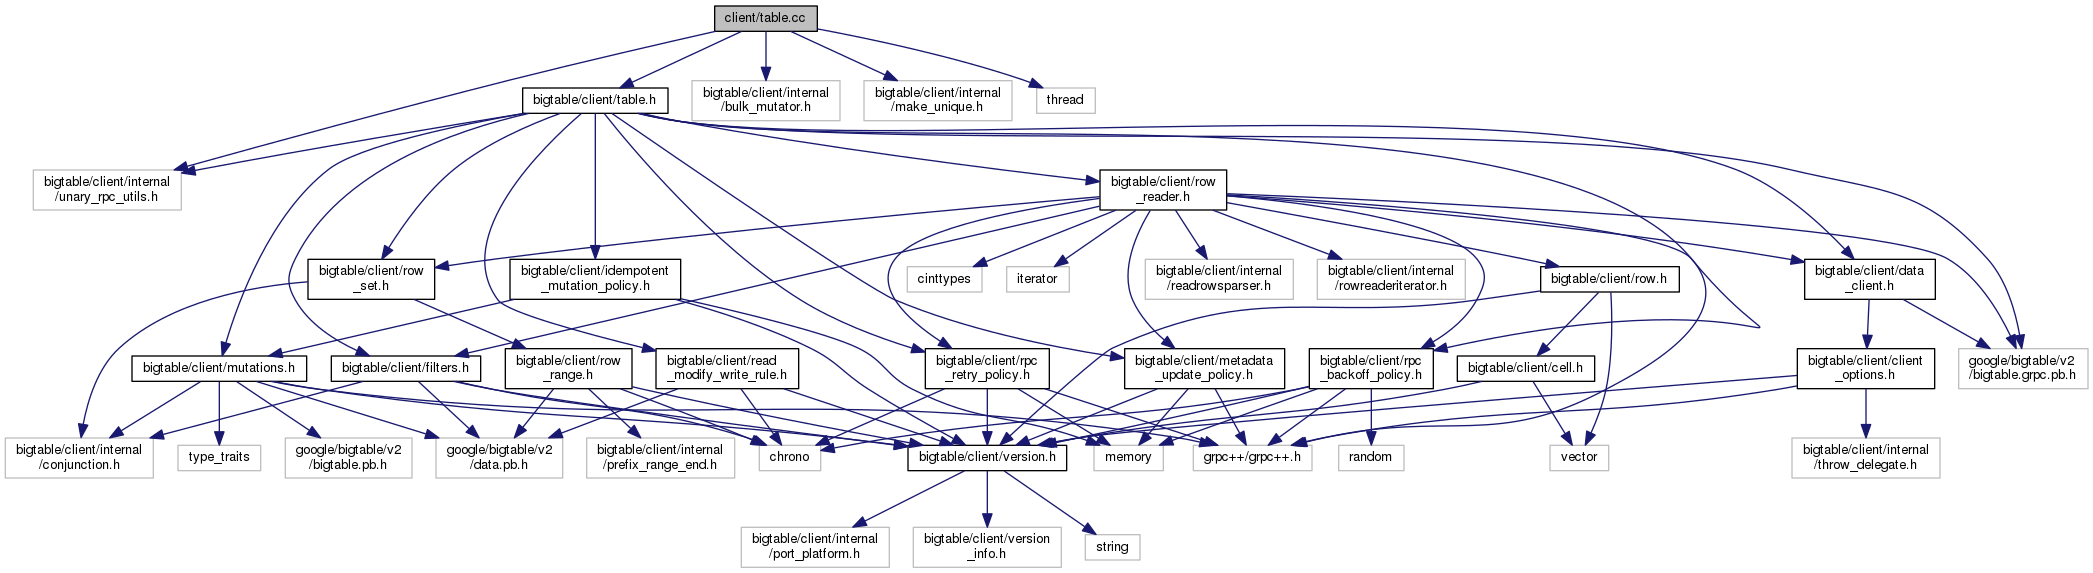 client/table.cc
bigtable/client/table.h
bigtable/client/internal
/bulk_mutator.h
bigtable/client/internal
/make_unique.h
thread
bigtable/client/internal
/unary_rpc_utils.h
bigtable/client/row
_reader.h
bigtable/client/row
_set.h
bigtable/client/idempotent
_mutation_policy.h
cinttypes
iterator
bigtable/client/internal
/readrowsparser.h
bigtable/client/internal
/rowreaderiterator.h
bigtable/client/row.h
bigtable/client/data
_client.h
bigtable/client/mutations.h
bigtable/client/filters.h
bigtable/client/row
_range.h
bigtable/client/read
_modify_write_rule.h
bigtable/client/rpc
_retry_policy.h
bigtable/client/metadata
_update_policy.h
bigtable/client/rpc
_backoff_policy.h
bigtable/client/cell.h
bigtable/client/client
_options.h
google/bigtable/v2
/bigtable.grpc.pb.h
bigtable/client/internal
/conjunction.h
type_traits
google/bigtable/v2
/bigtable.pb.h
google/bigtable/v2
/data.pb.h
bigtable/client/internal
/prefix_range_end.h
chrono
bigtable/client/version.h
memory
grpc++/grpc++.h
random
vector
bigtable/client/internal
/throw_delegate.h
bigtable/client/internal
/port_platform.h
bigtable/client/version
_info.h
string